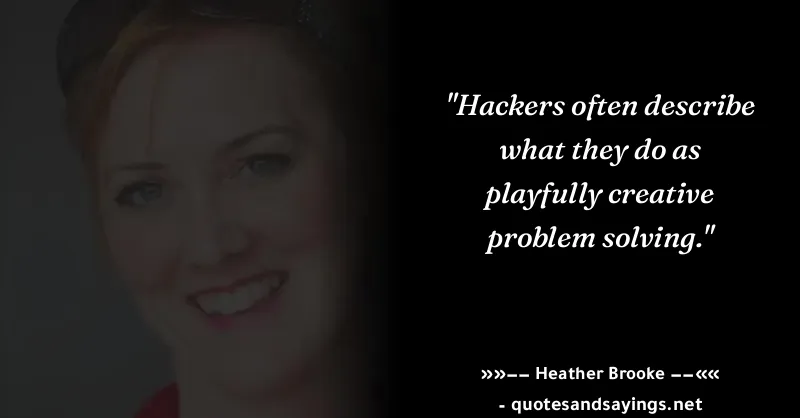 "Hackers often describe
what they do as
playfully creative
problem solving."
»»—— Heather Brooke ——««
- quotesandsayings.net